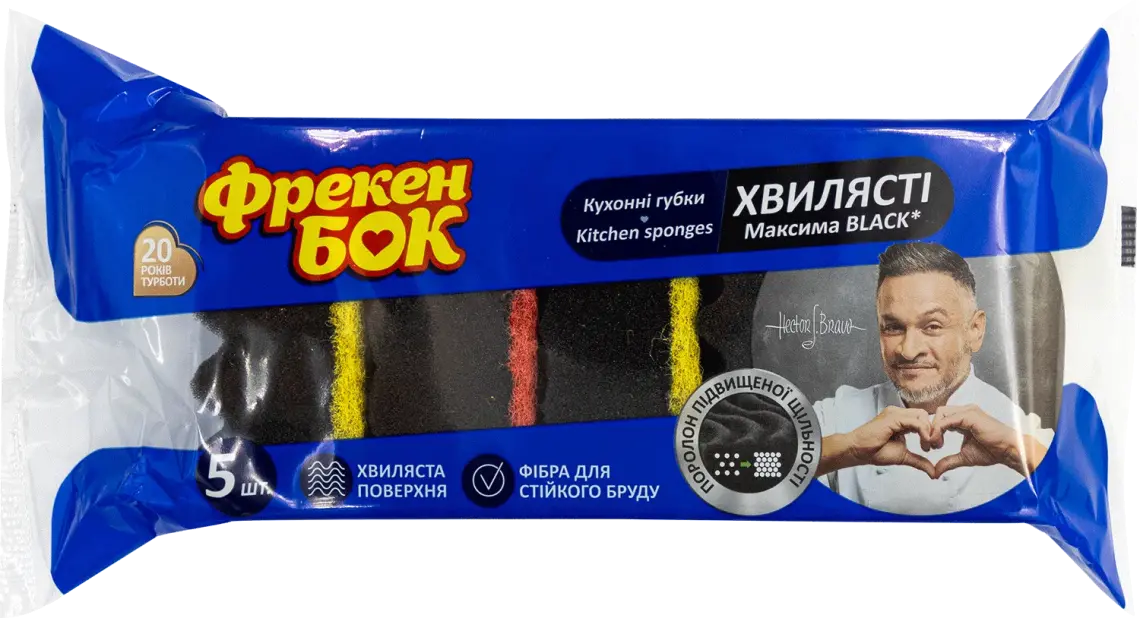 Фрекен
БОК
20
РОКІВ
ТУРБОТИ
Кухонні губки
Kitchen sponges
ХВИЛЯСТІ
Максима BLACK*
Hector J. Bravo
ПОРОЛОН ПІДВИЩЕНОЇ ЩІЛЬНОСТІ
5 шт.
ХВИЛЯСТА
ПОВЕРХНЯ
ФІБРА ДЛЯ
СТІЙКОГО БРУДУ